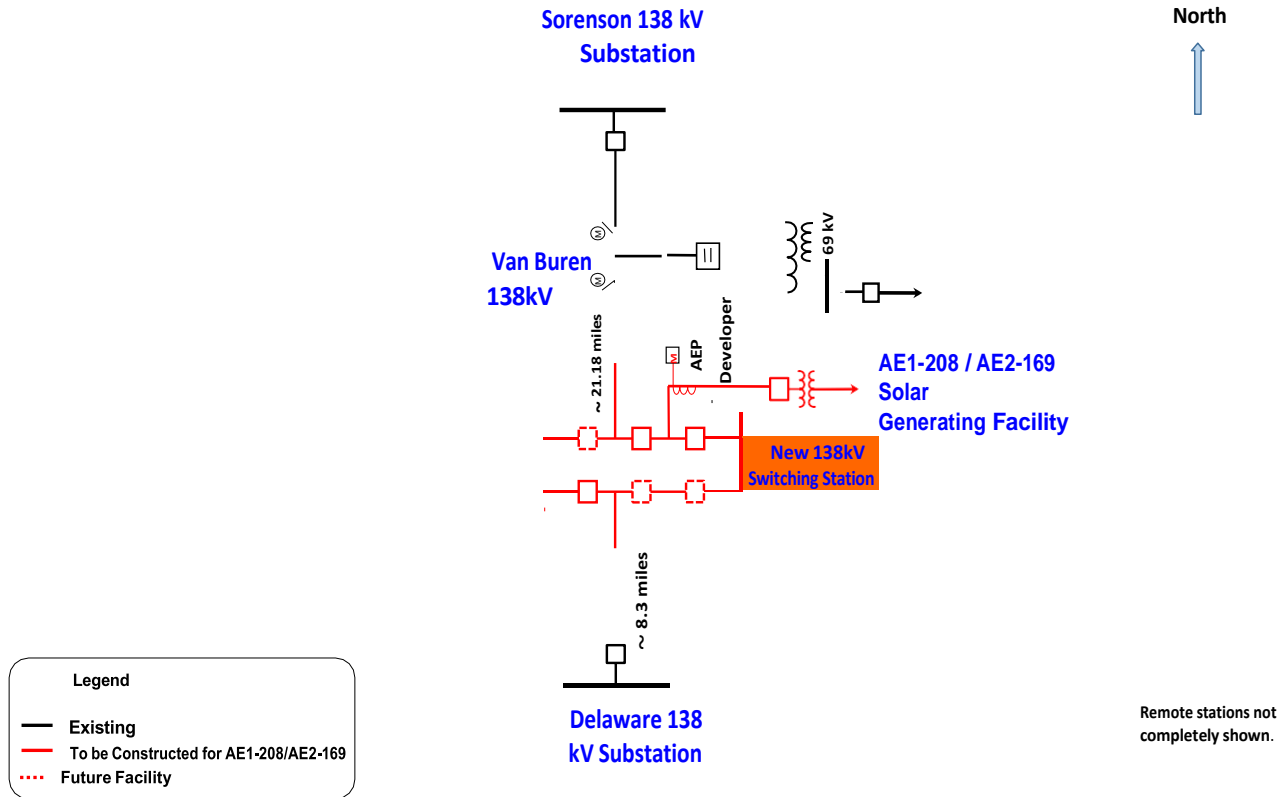 Sorenson 138 kV
Substation
North
M
69 kV
Van Buren
138kV
M
~ 21.18 miles
M
AEP
Developer
AE1-208 / AE2-169
Solar
Generating Facility
New 138kV
Switching Station
~ 8.3 miles
Legend
Existing
To be Constructed for AE1-208/AE2-169
Future Facility
Delaware 138
kV Substation
Remote stations not
completely shown.